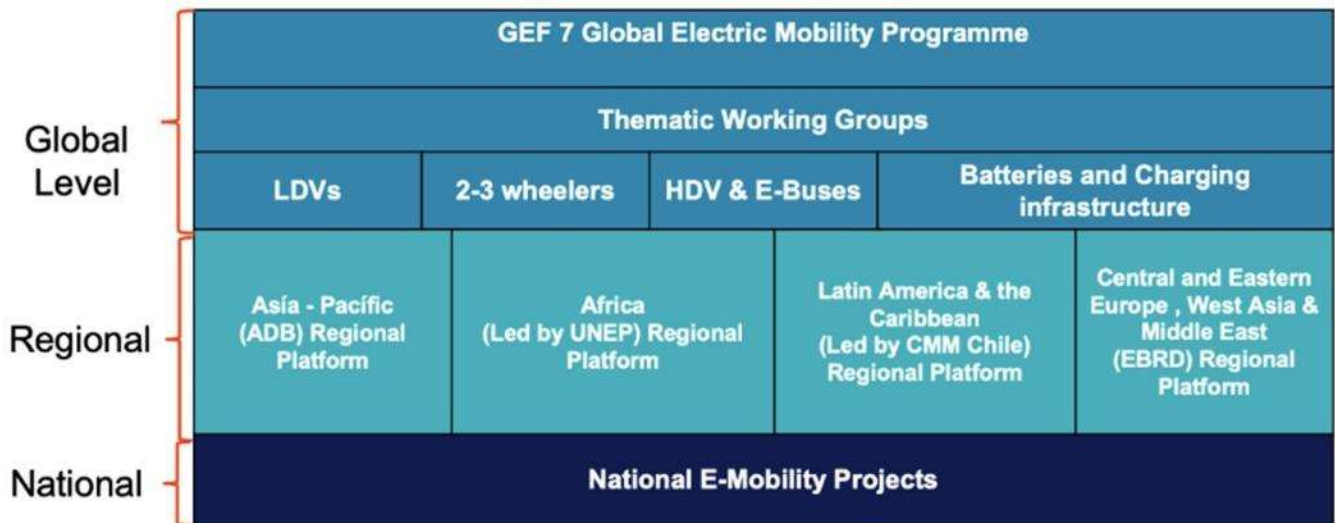 GEF 7 Global Electric Mobility Programme
Global
Level
Thematic Working Groups
LDVs
2-3 wheelers
HDV & E-Buses
Batteries and Charging
infrastructure
Regional
Asía - Pacífic
(ADB) Regional
Platform
Africa
(Led by UNEP) Regional
Platform
Latin America & the
Caribbean
(Led by CMM Chile)
Regional Platform
Central and Eastern
Europe , West Asia &
Middle East
(EBRD) Regional
Platform
National
National E-Mobility Projects